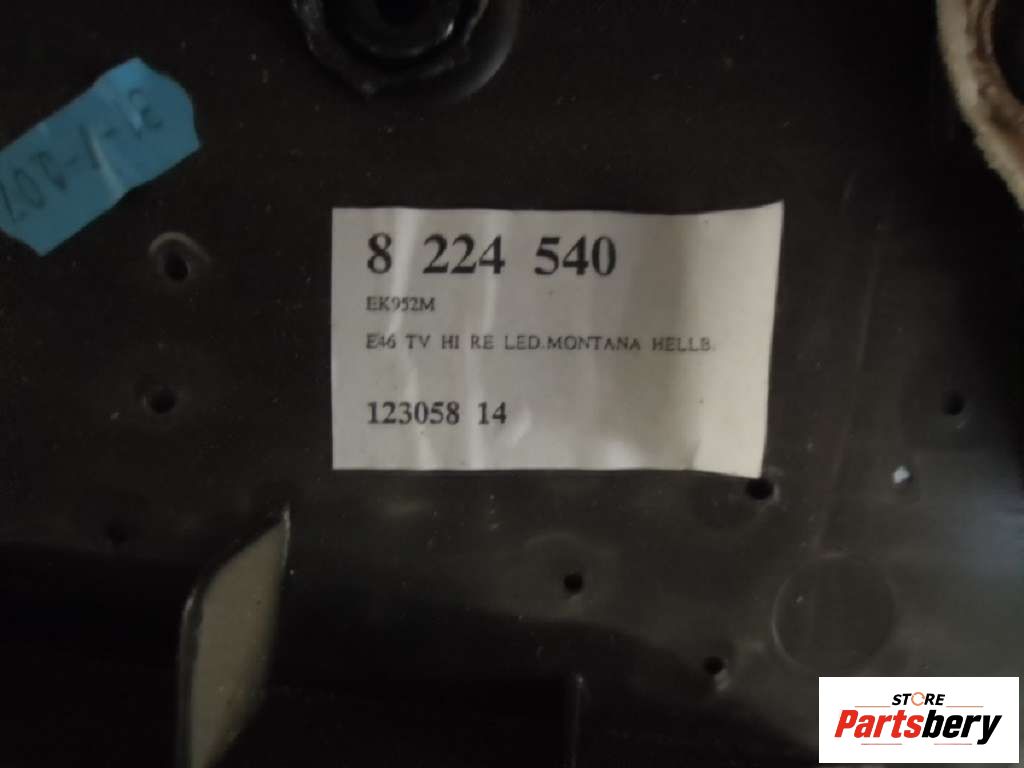 8 224 540
EK952M
E46 TV HI RE LED.MONTANA HELLB.
123058 14
STORE
Partsbery